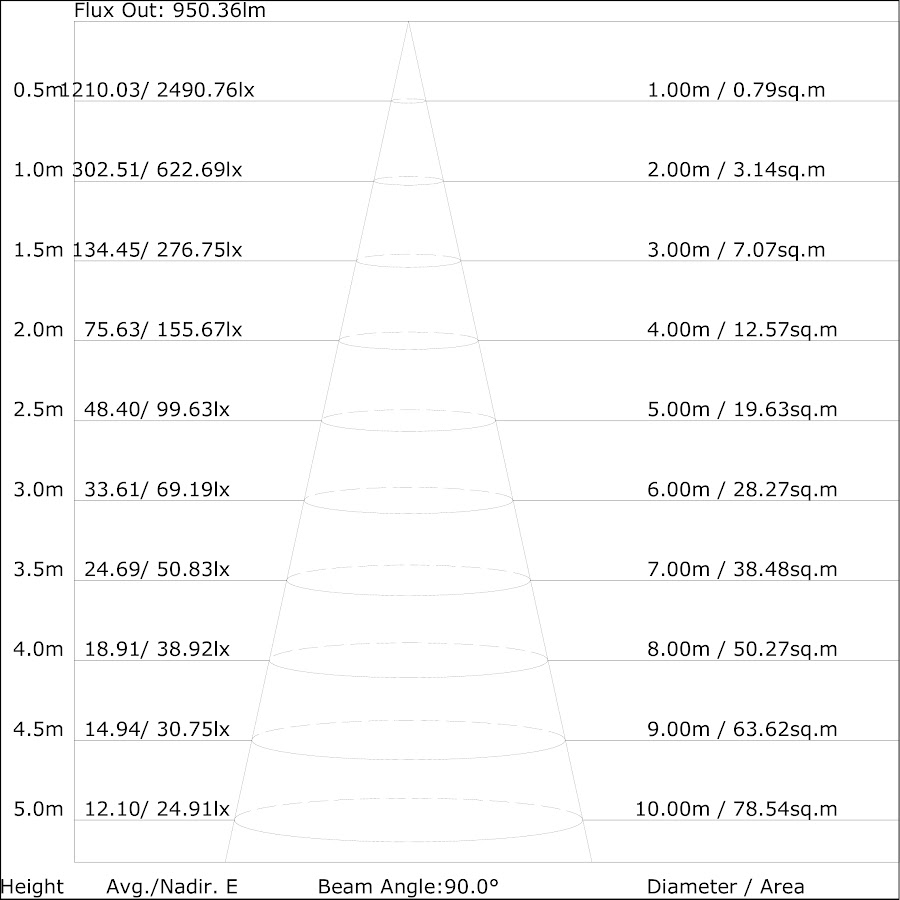 Flux Out: 950.36lm
0.5m 1210.03/ 2490.76lx 1.00m / 0.79sq.m
1.0m 302.51/ 622.69lx 2.00m / 3.14sq.m
1.5m 134.45/ 276.75lx 3.00m / 7.07sq.m
2.0m 75.63/ 155.67lx 4.00m / 12.57sq.m
2.5m 48.40/ 99.63lx 5.00m / 19.63sq.m
3.0m 33.61/ 69.19lx 6.00m / 28.27sq.m
3.5m 24.69/ 50.83lx 7.00m / 38.48sq.m
4.0m 18.91/ 38.92lx 8.00m / 50.27sq.m
4.5m 14.94/ 30.75lx 9.00m / 63.62sq.m
5.0m 12.10/ 24.91lx 10.00m / 78.54sq.m
Height Avg./Nadir. E Beam Angle:90.0° Diameter / Area